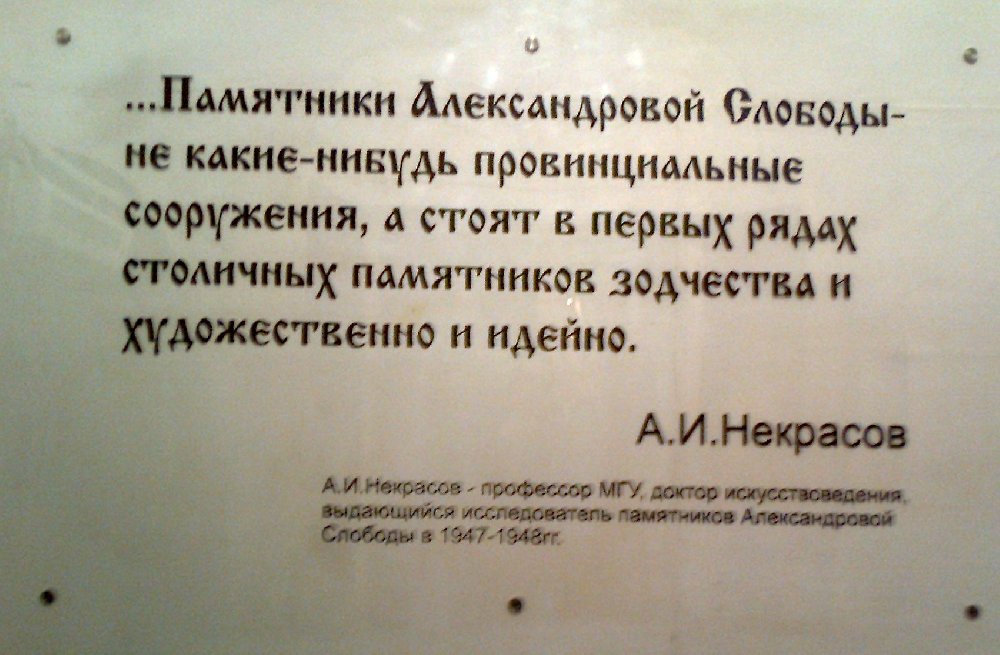 ...Памятники Александровой Слободы-
не какие-нибудь провинциальные
сооружения, а стоят в первых рядах
столичных памятников зодчества и
художественно и идейно.
А.И.Некрасов
А.И.Некрасов - профессор МГУ, доктор искусствоведения,
выдающийся исследователь памятников Александровой
Слободы в 1947-1948гг.